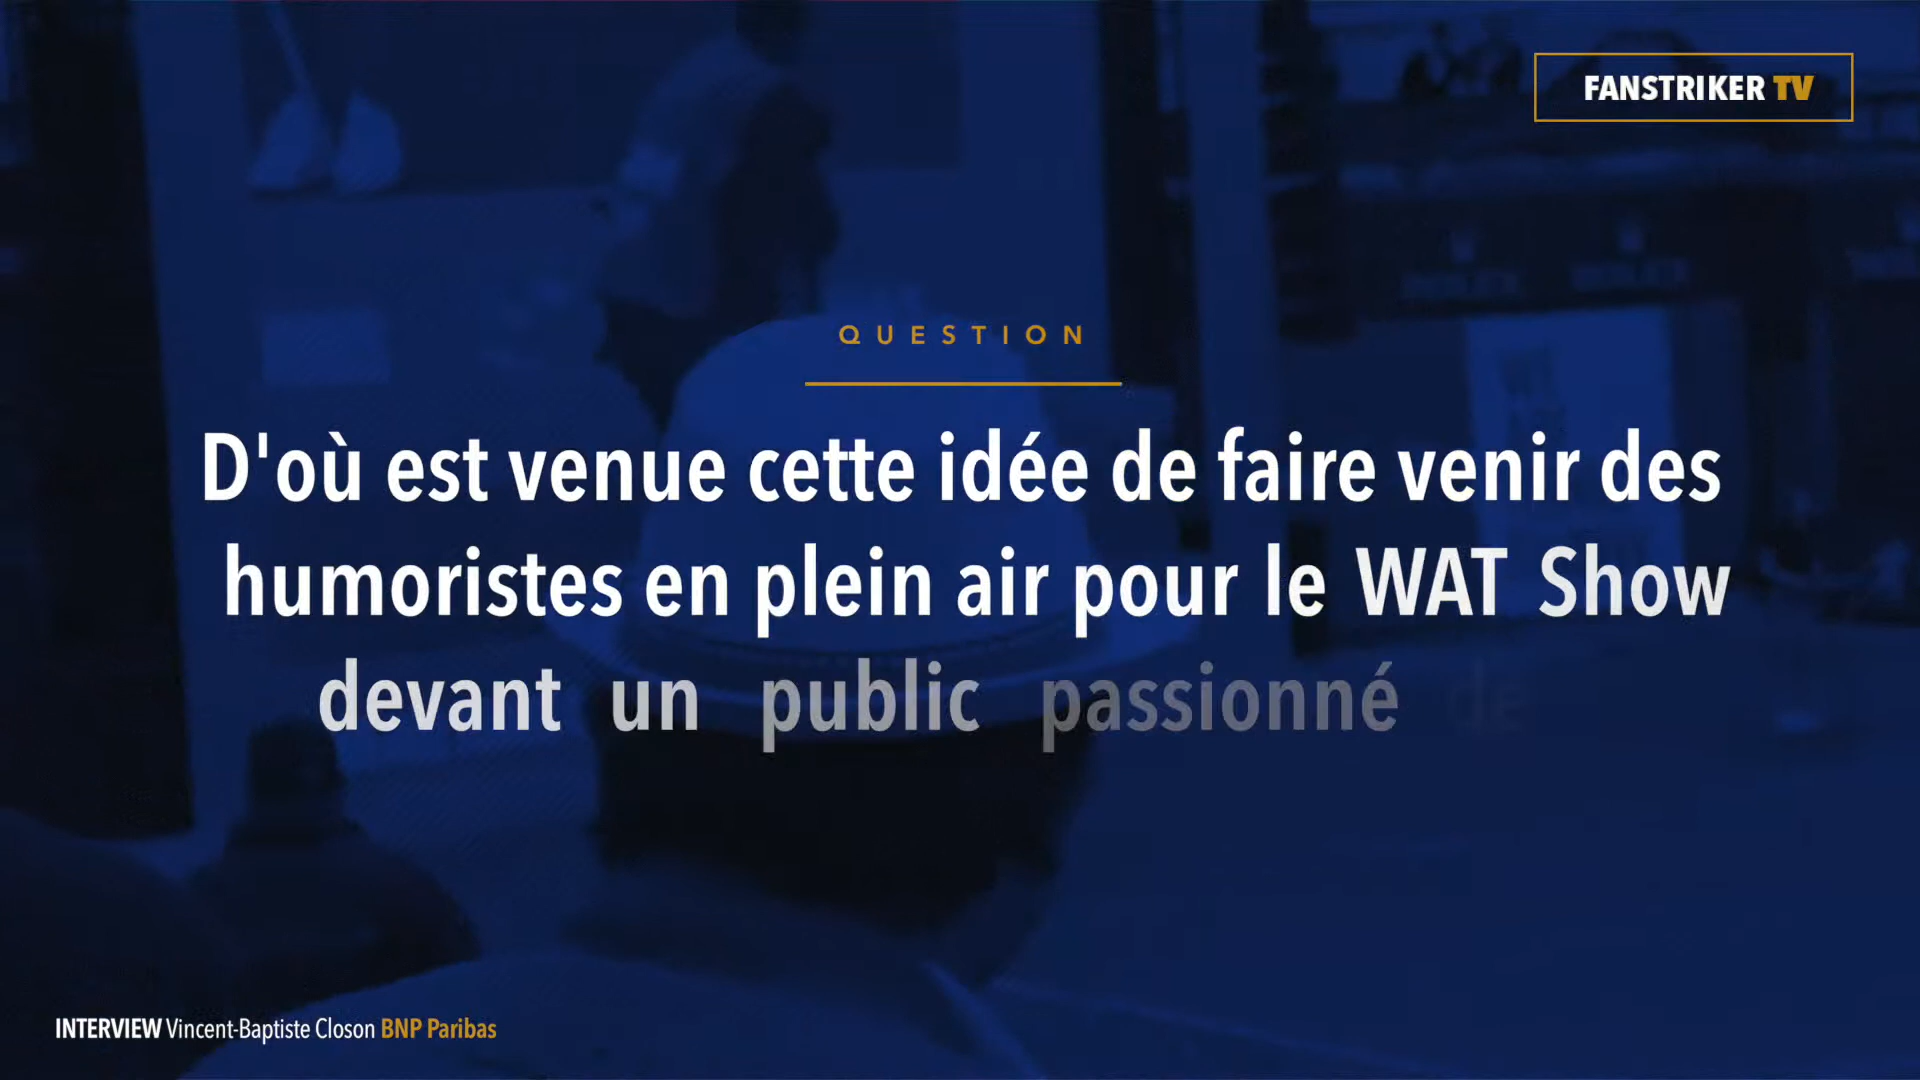 FANSTRIKER TV
QUESTION
D'où est venue cette idée de faire venir des
humoristes en plein air pour le WAT Show
devant un public passionné de
INTERVIEW Vincent-Baptiste Closon BNP Paribas